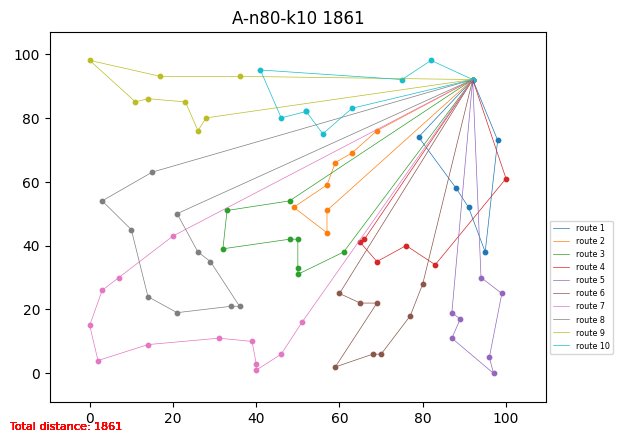 A-n80-k10 1861
100
80
60
40
20
0
0
20
40
60
80
100
route 1
route 2
route 3
route 4
route 5
route 6
route 7
route 8
route 9
route 10
Total distance: 1861